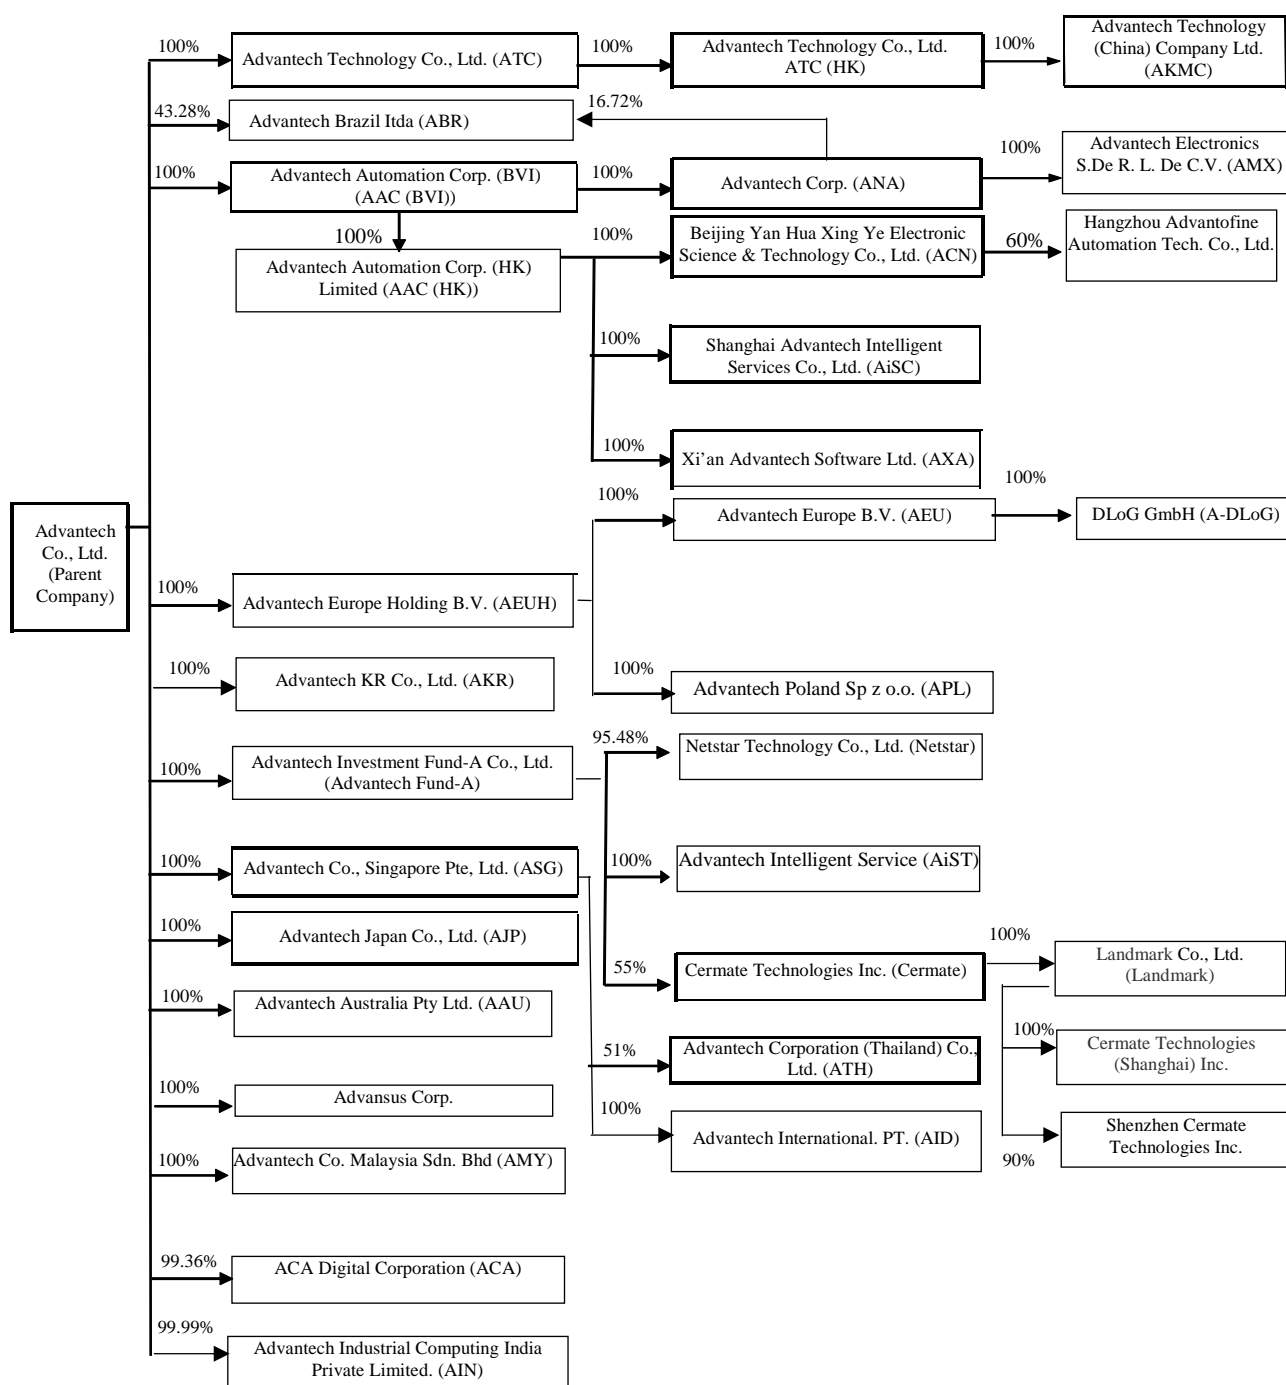 100%
Advantech Technology Co., Ltd. (ATC)
100%
Advantech Technology Co., Ltd.
ATC (HK)
100%
Advantech Technology
(China) Company Ltd.
(AKMC)
43.28%
Advantech Brazil ltda (ABR)
16.72%
100%
Advantech Automation Corp. (BVI)
(AAC (BVI))
100%
Advantech Corp. (ANA)
100%
Advantech Electronics
S.De R. L. De C.V. (AMX)
100%
Advantech Automation Corp. (HK)
Limited (AAC (HK))
100%
Beijing Yan Hua Xing Ye Electronic
Science & Technology Co., Ltd. (ACN)
60%
Hangzhou Advantofine
Automation Tech. Co., Ltd.
100%
Shanghai Advantech Intelligent
Services Co., Ltd. (AiSC)
100%
Xi’an Advantech Software Ltd. (AXA)
Advantech
Co., Ltd.
(Parent
Company)
100%
Advantech Europe Holding B.V. (AEUH)
100%
Advantech Europe B.V. (AEU)
100%
DLoG GmbH (A-DLoG)
100%
Advantech Poland Sp z o.o. (APL)
100%
Advantech KR Co., Ltd. (AKR)
100%
Advantech Investment Fund-A Co., Ltd.
(Advantech Fund-A)
95.48%
Netstar Technology Co., Ltd. (Netstar)
100%
Advantech Intelligent Service (AiST)
55%
Cermate Technologies Inc. (Cermate)
100%
Landmark Co., Ltd.
(Landmark)
100%
Cermate Technologies
(Shanghai) Inc.
90%
Shenzhen Cermate
Technologies Inc.
100%
Advantech Co., Singapore Pte, Ltd. (ASG)
51%
Advantech Corporation (Thailand) Co.,
Ltd. (ATH)
100%
Advantech International. PT. (AID)
100%
Advantech Japan Co., Ltd. (AJP)
100%
Advantech Australia Pty Ltd. (AAU)
100%
Advansus Corp.
100%
Advantech Co. Malaysia Sdn. Bhd (AMY)
99.36%
ACA Digital Corporation (ACA)
99.99%
Advantech Industrial Computing India
Private Limited. (AIN)